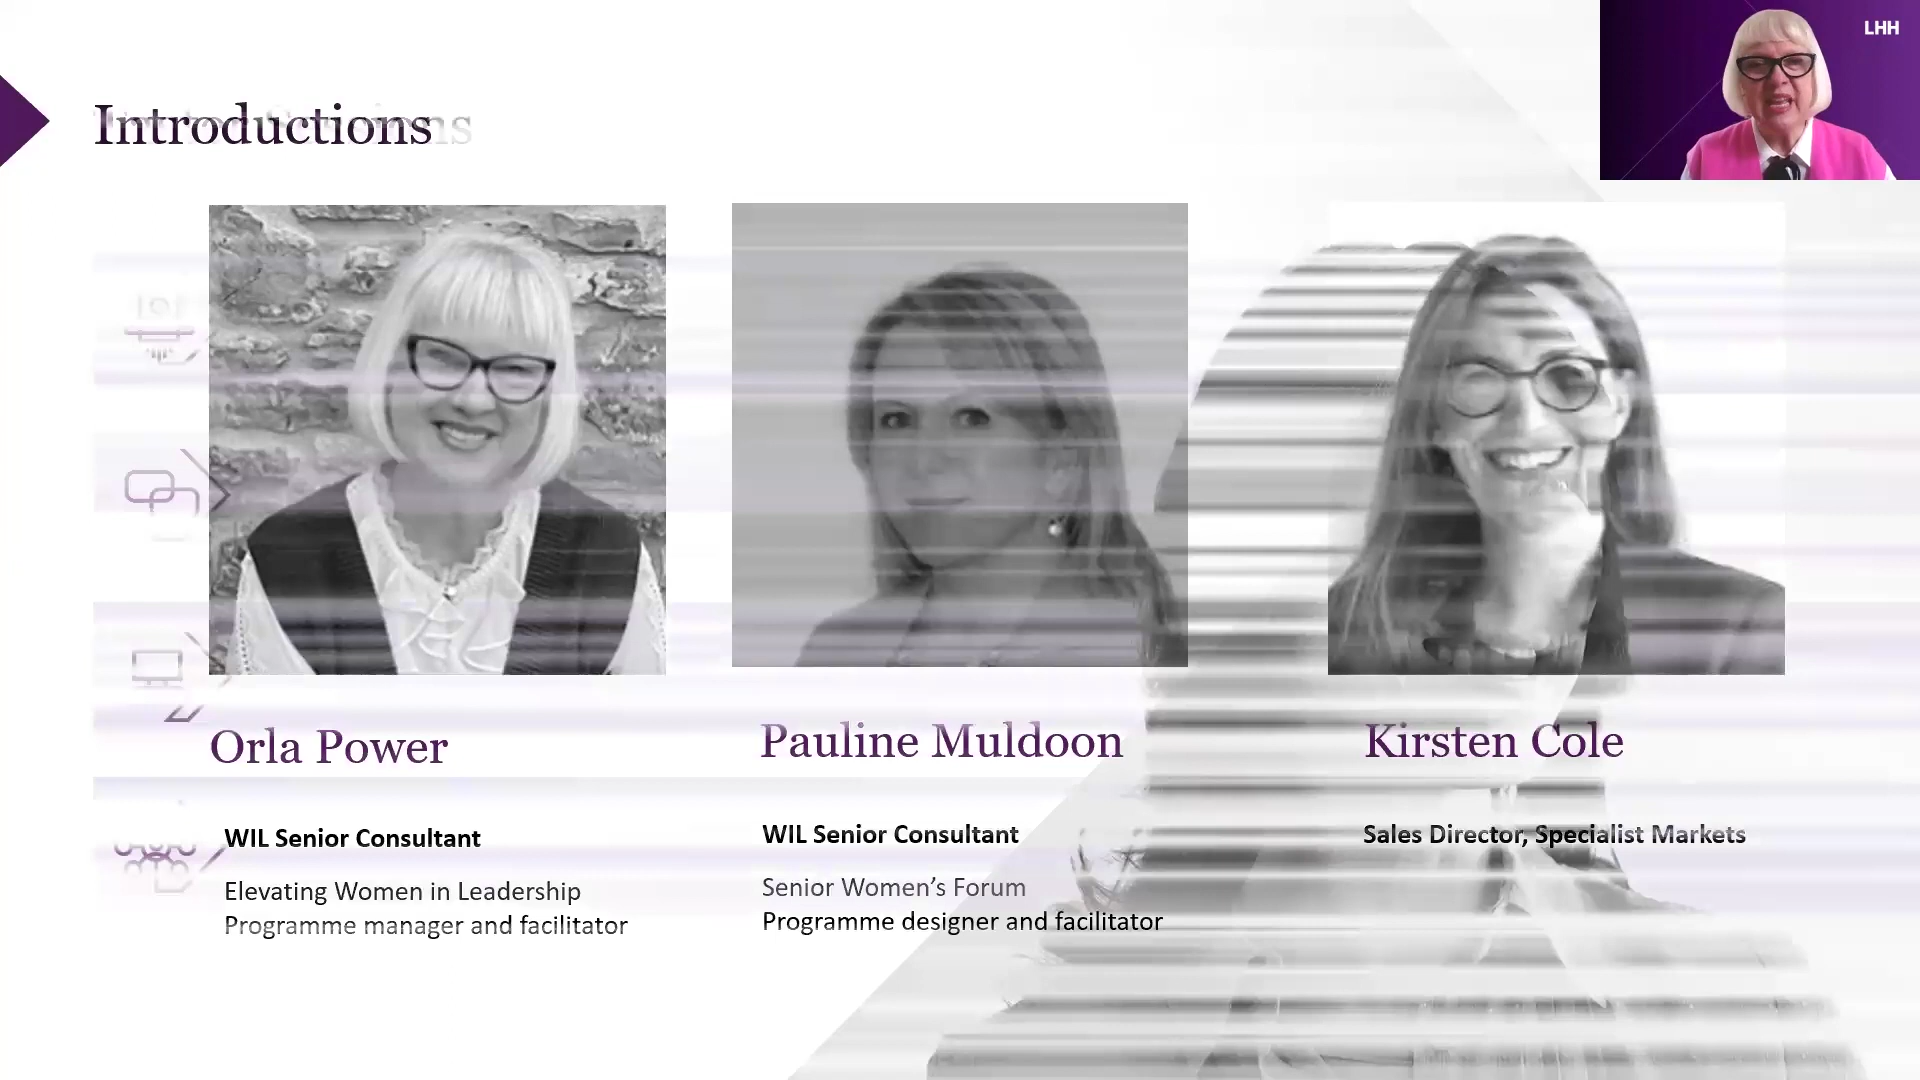 LHH
Introductions
Orla Power
Pauline Muldoon
Kirsten Cole
WIL Senior Consultant
WIL Senior Consultant
Sales Director, Specialist Markets
Elevating Women in Leadership
Programme manager and facilitator
Senior Women’s Forum
Programme designer and facilitator